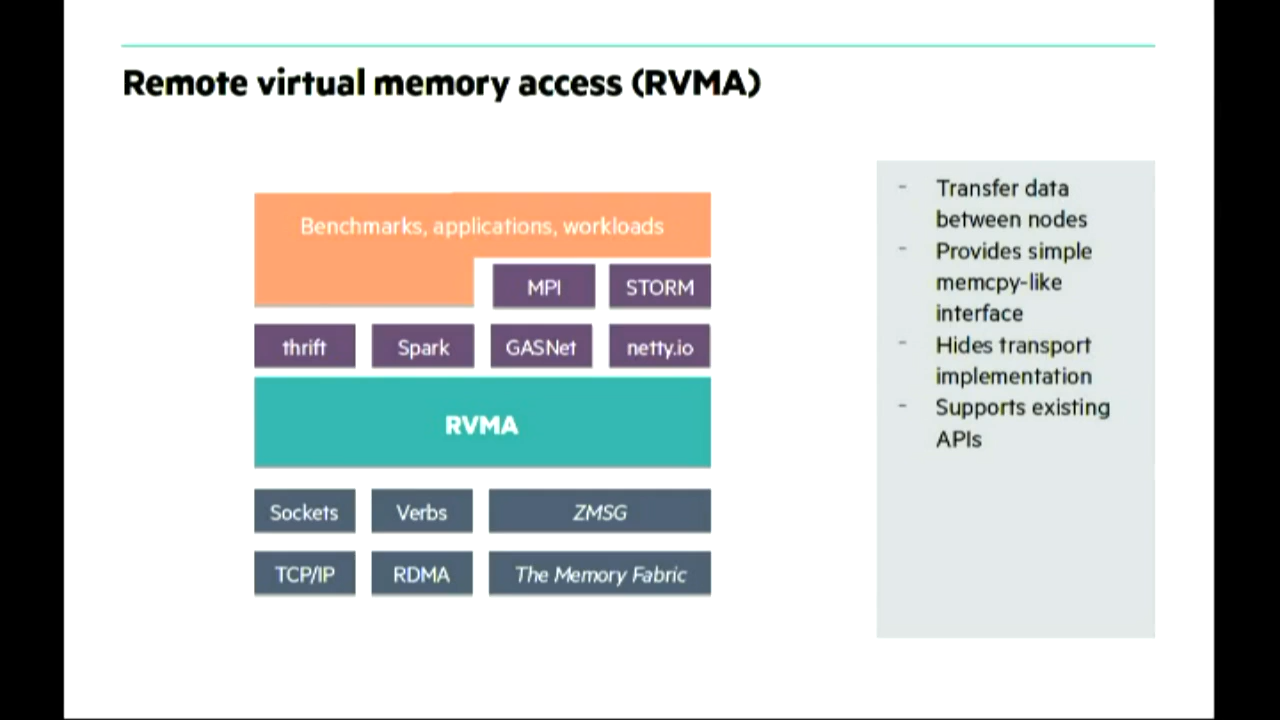 Remote virtual memory access (RVMA)
Benchmarks, applications, workloads
MPI
STORM
thrift
Spark
GASNet
netty.io
RVMA
Sockets
Verbs
ZMSG
TCP/IP
RDMA
The Memory Fabric
- Transfer data
between nodes
- Provides simple
memcpy-like
interface
- Hides transport
implementation
- Supports existing
APIs